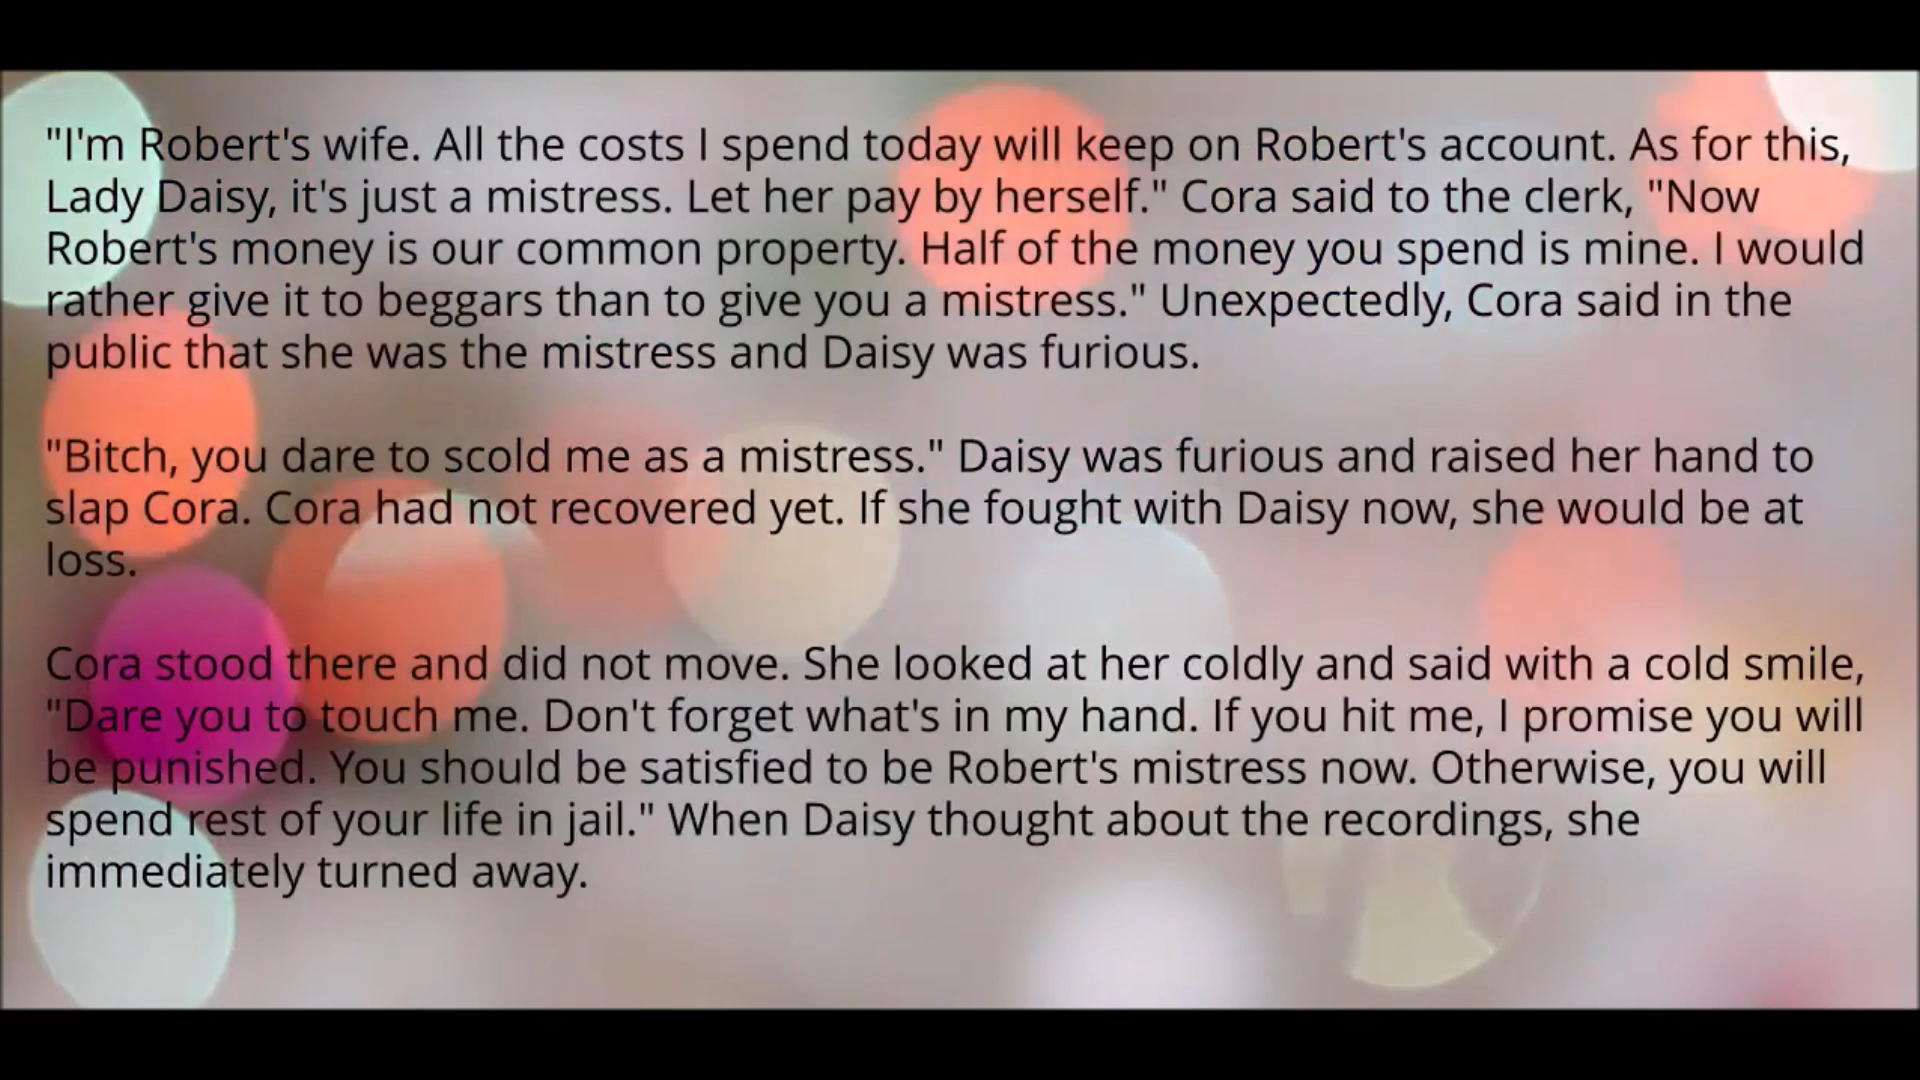 "I'm Robert's wife. All the costs I spend today will keep on Robert's account. As for this,
Lady Daisy, it's just a mistress. Let her pay by herself." Cora said to the clerk, "Now
Robert's money is our common property. Half of the money you spend is mine. I would
rather give it to beggars than to give you a mistress." Unexpectedly, Cora said in the
public that she was the mistress and Daisy was furious.
"Bitch, you dare to scold me as a mistress." Daisy was furious and raised her hand to
slap Cora. Cora had not recovered yet. If she fought with Daisy now, she would be at
loss.
Cora stood there and did not move. She looked at her coldly and said with a cold smile,
"Dare you to touch me. Don't forget what's in my hand. If you hit me, I promise you will
be punished. You should be satisfied to be Robert's mistress now. Otherwise, you will
spend rest of your life in jail." When Daisy thought about the recordings, she
immediately turned away.